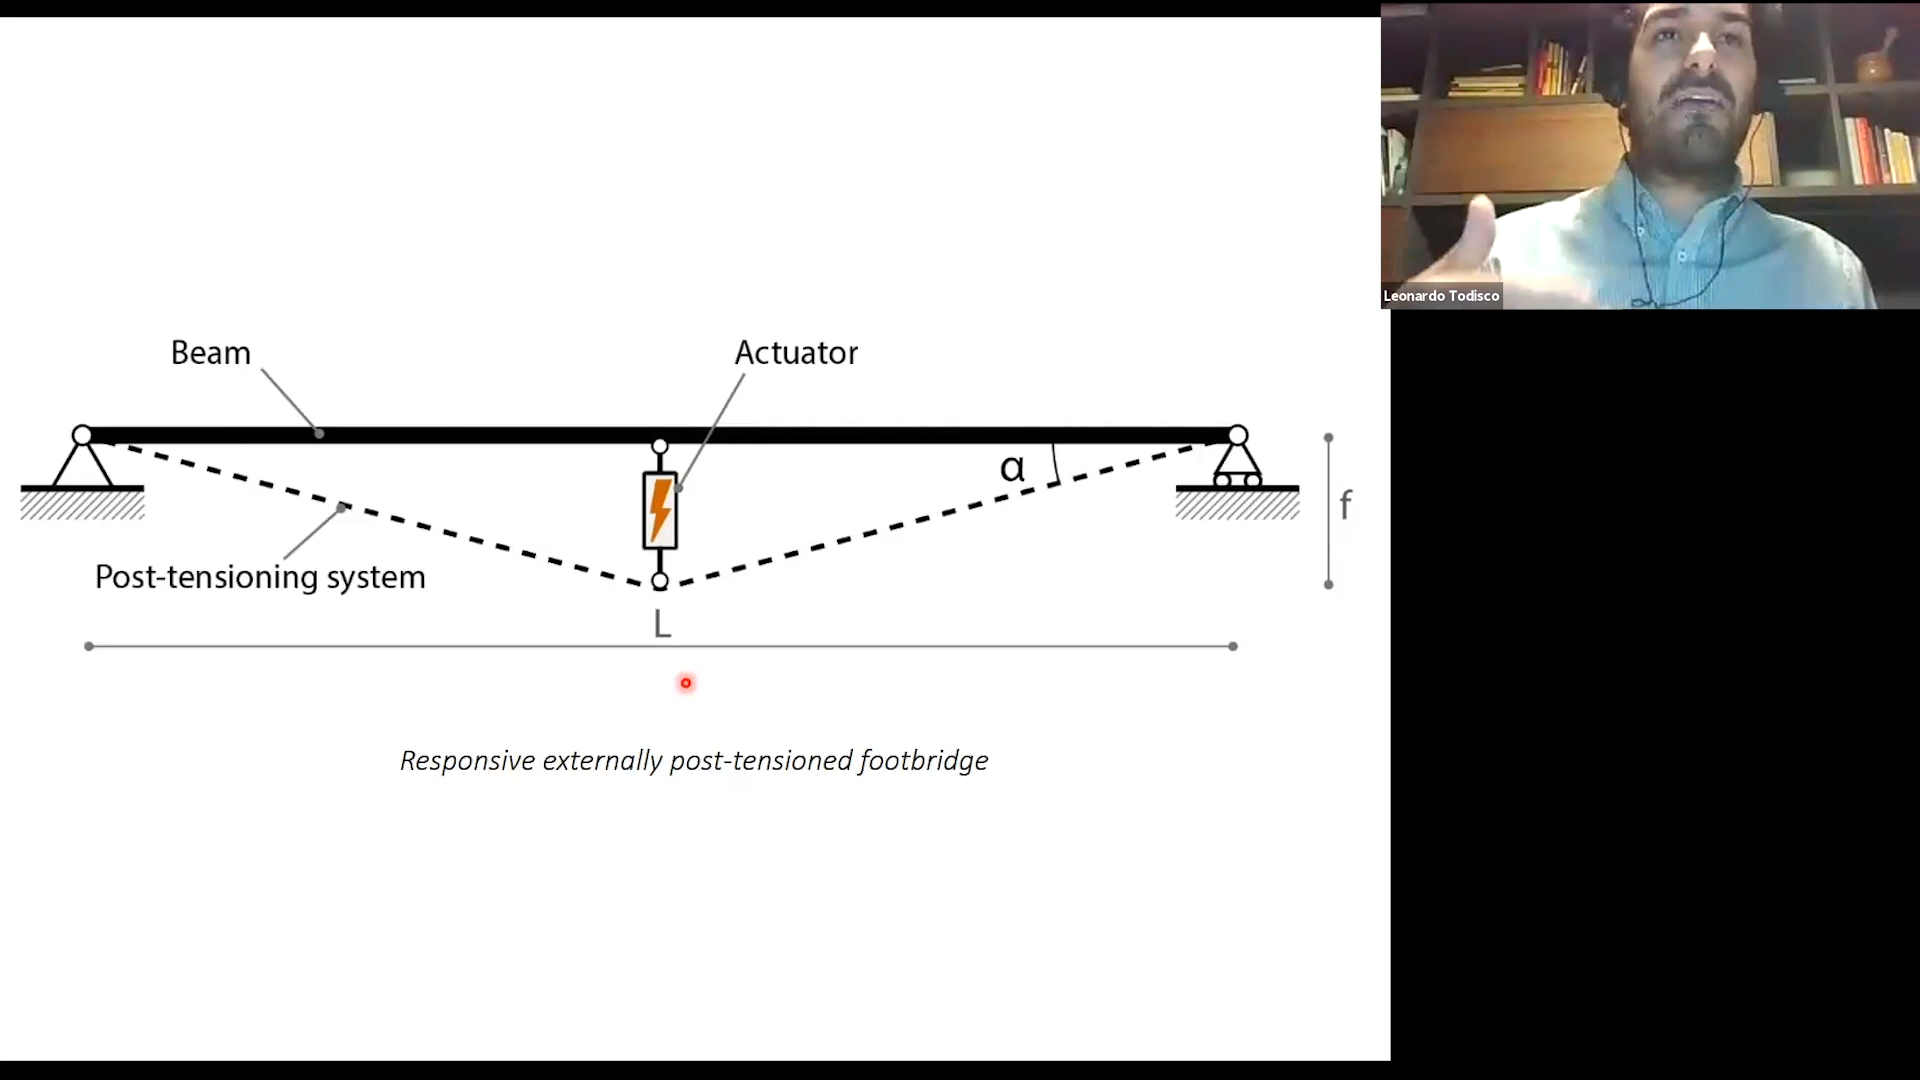 Leonardo Todisco
Beam
Actuator
α
f
Post-tensioning system
L
Responsive externally post-tensioned footbridge